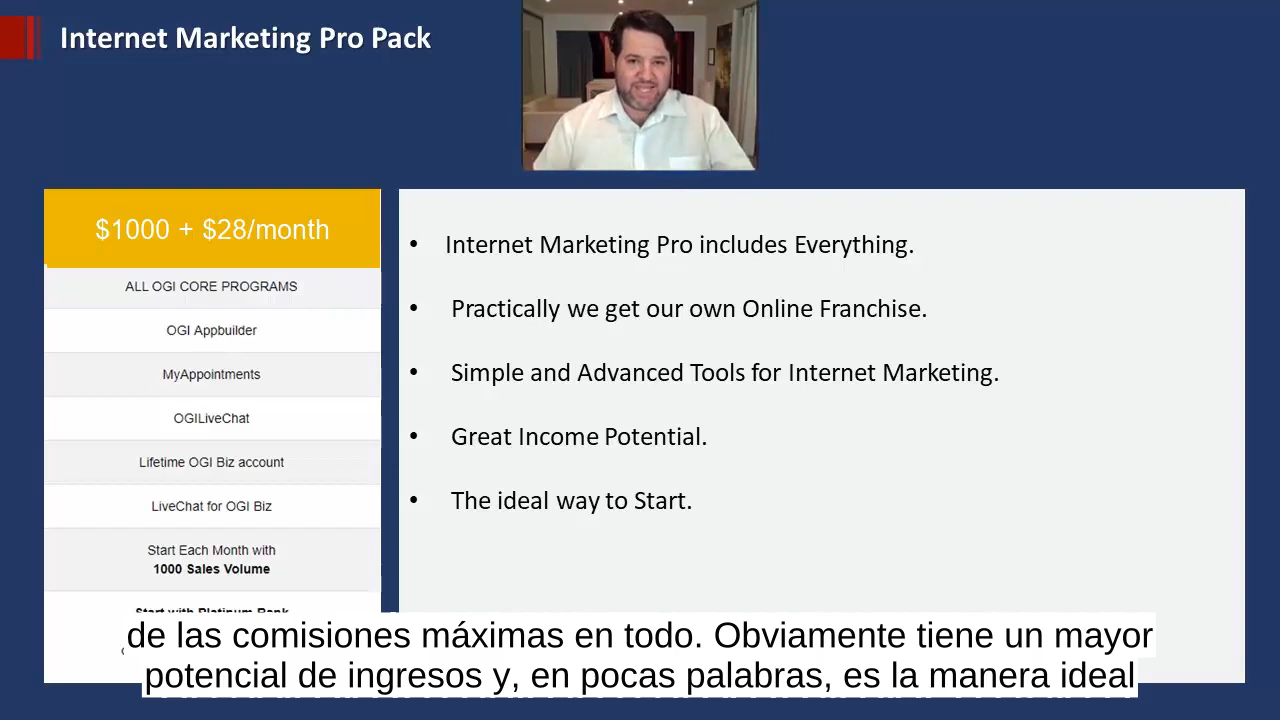 Internet Marketing Pro Pack
$1000 + $28/month
ALL OGI CORE PROGRAMS
OGI Appbuilder
MyAppointments
OGILiveChat
Lifetime OGI Biz account
LiveChat for OGI Biz
Start Each Month with
1000 Sales Volume
Start with Platinum Rank
• Internet Marketing Pro includes Everything.
• Practically we get our own Online Franchise.
• Simple and Advanced Tools for Internet Marketing.
• Great Income Potential.
• The ideal way to Start.
de las comisiones máximas en todo. Obviamente tiene un mayor
potencial de ingresos y, en pocas palabras, es la manera ideal